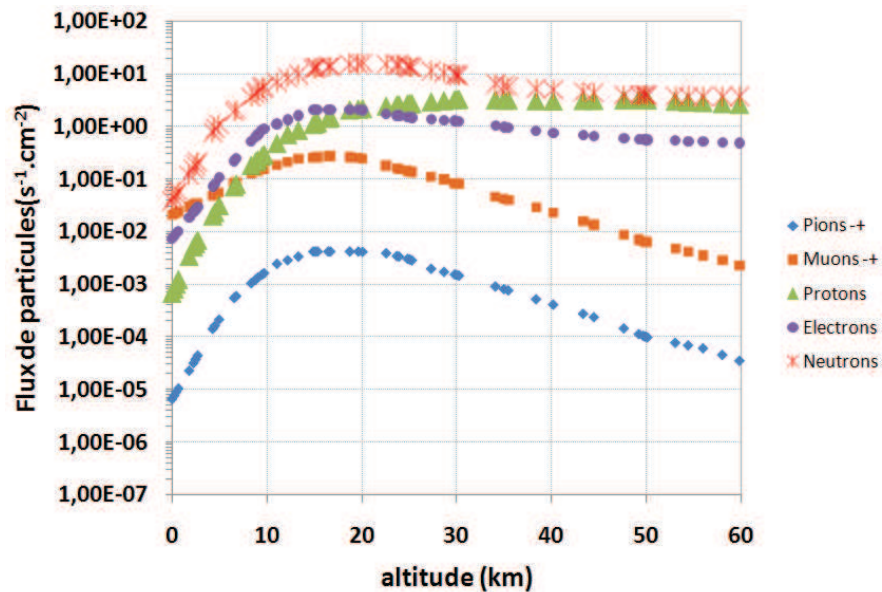 Flux de particules(s⁻¹.cm⁻²)
1,00E+02
1,00E+01
1,00E+00
1,00E-01
1,00E-02
1,00E-03
1,00E-04
1,00E-05
1,00E-06
1,00E-07
0 10 20 30 40 50 60
altitude (km)
Pions -+
Muons -+
Protons
Electrons
Neutrons